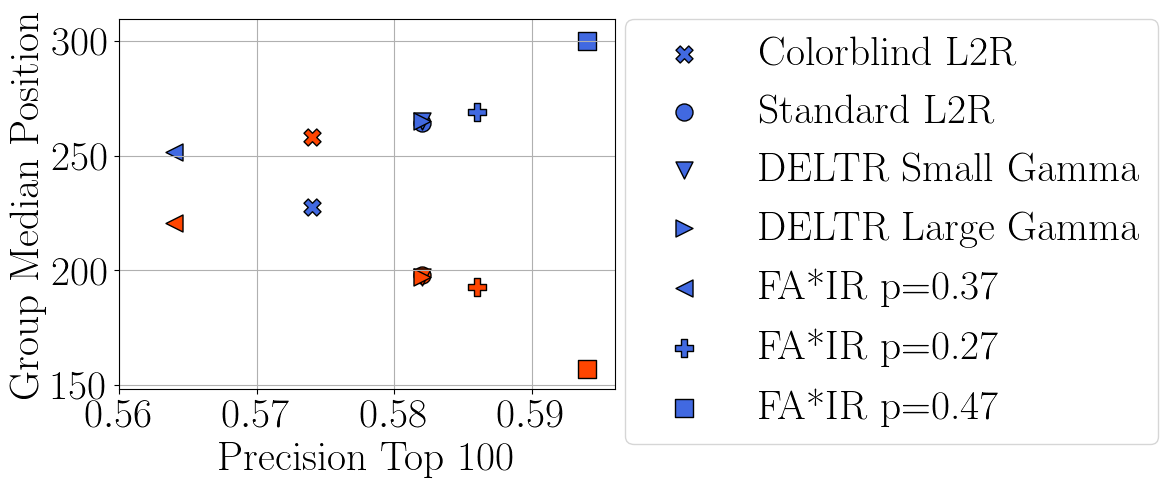 Group Median Position
300
250
200
150
0.56 0.57 0.58 0.59
Precision Top 100
Colorblind L2R
Standard L2R
DELTR Small Gamma
DELTR Large Gamma
FA*IR p=0.37
FA*IR p=0.27
FA*IR p=0.47